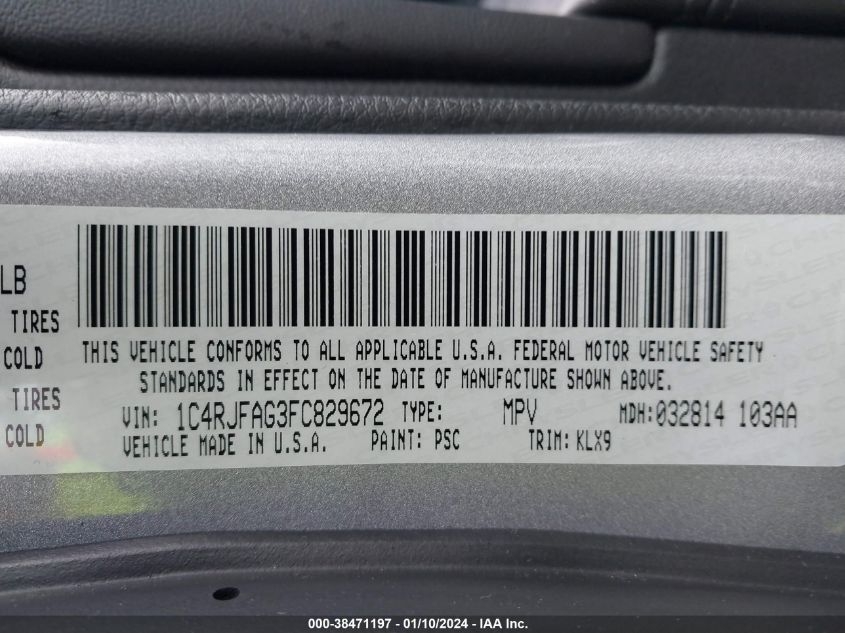 LB
TIRES
COLD
TIRES
COLD
THIS VEHICLE CONFORMS TO ALL APPLICABLE U.S.A. FEDERAL MOTOR VEHICLE SAFETY
STANDARDS IN EFFECT ON THE DATE OF MANUFACTURE SHOWN ABOVE.
VIN: 1C4RJFAG3FC829672 TYPE: MPV MDH:032814 103AA
VEHICLE MADE IN U.S.A. PAINT: PSC TRIM: KLX9
000-38471197 - 01/10/2024 - IAA Inc.